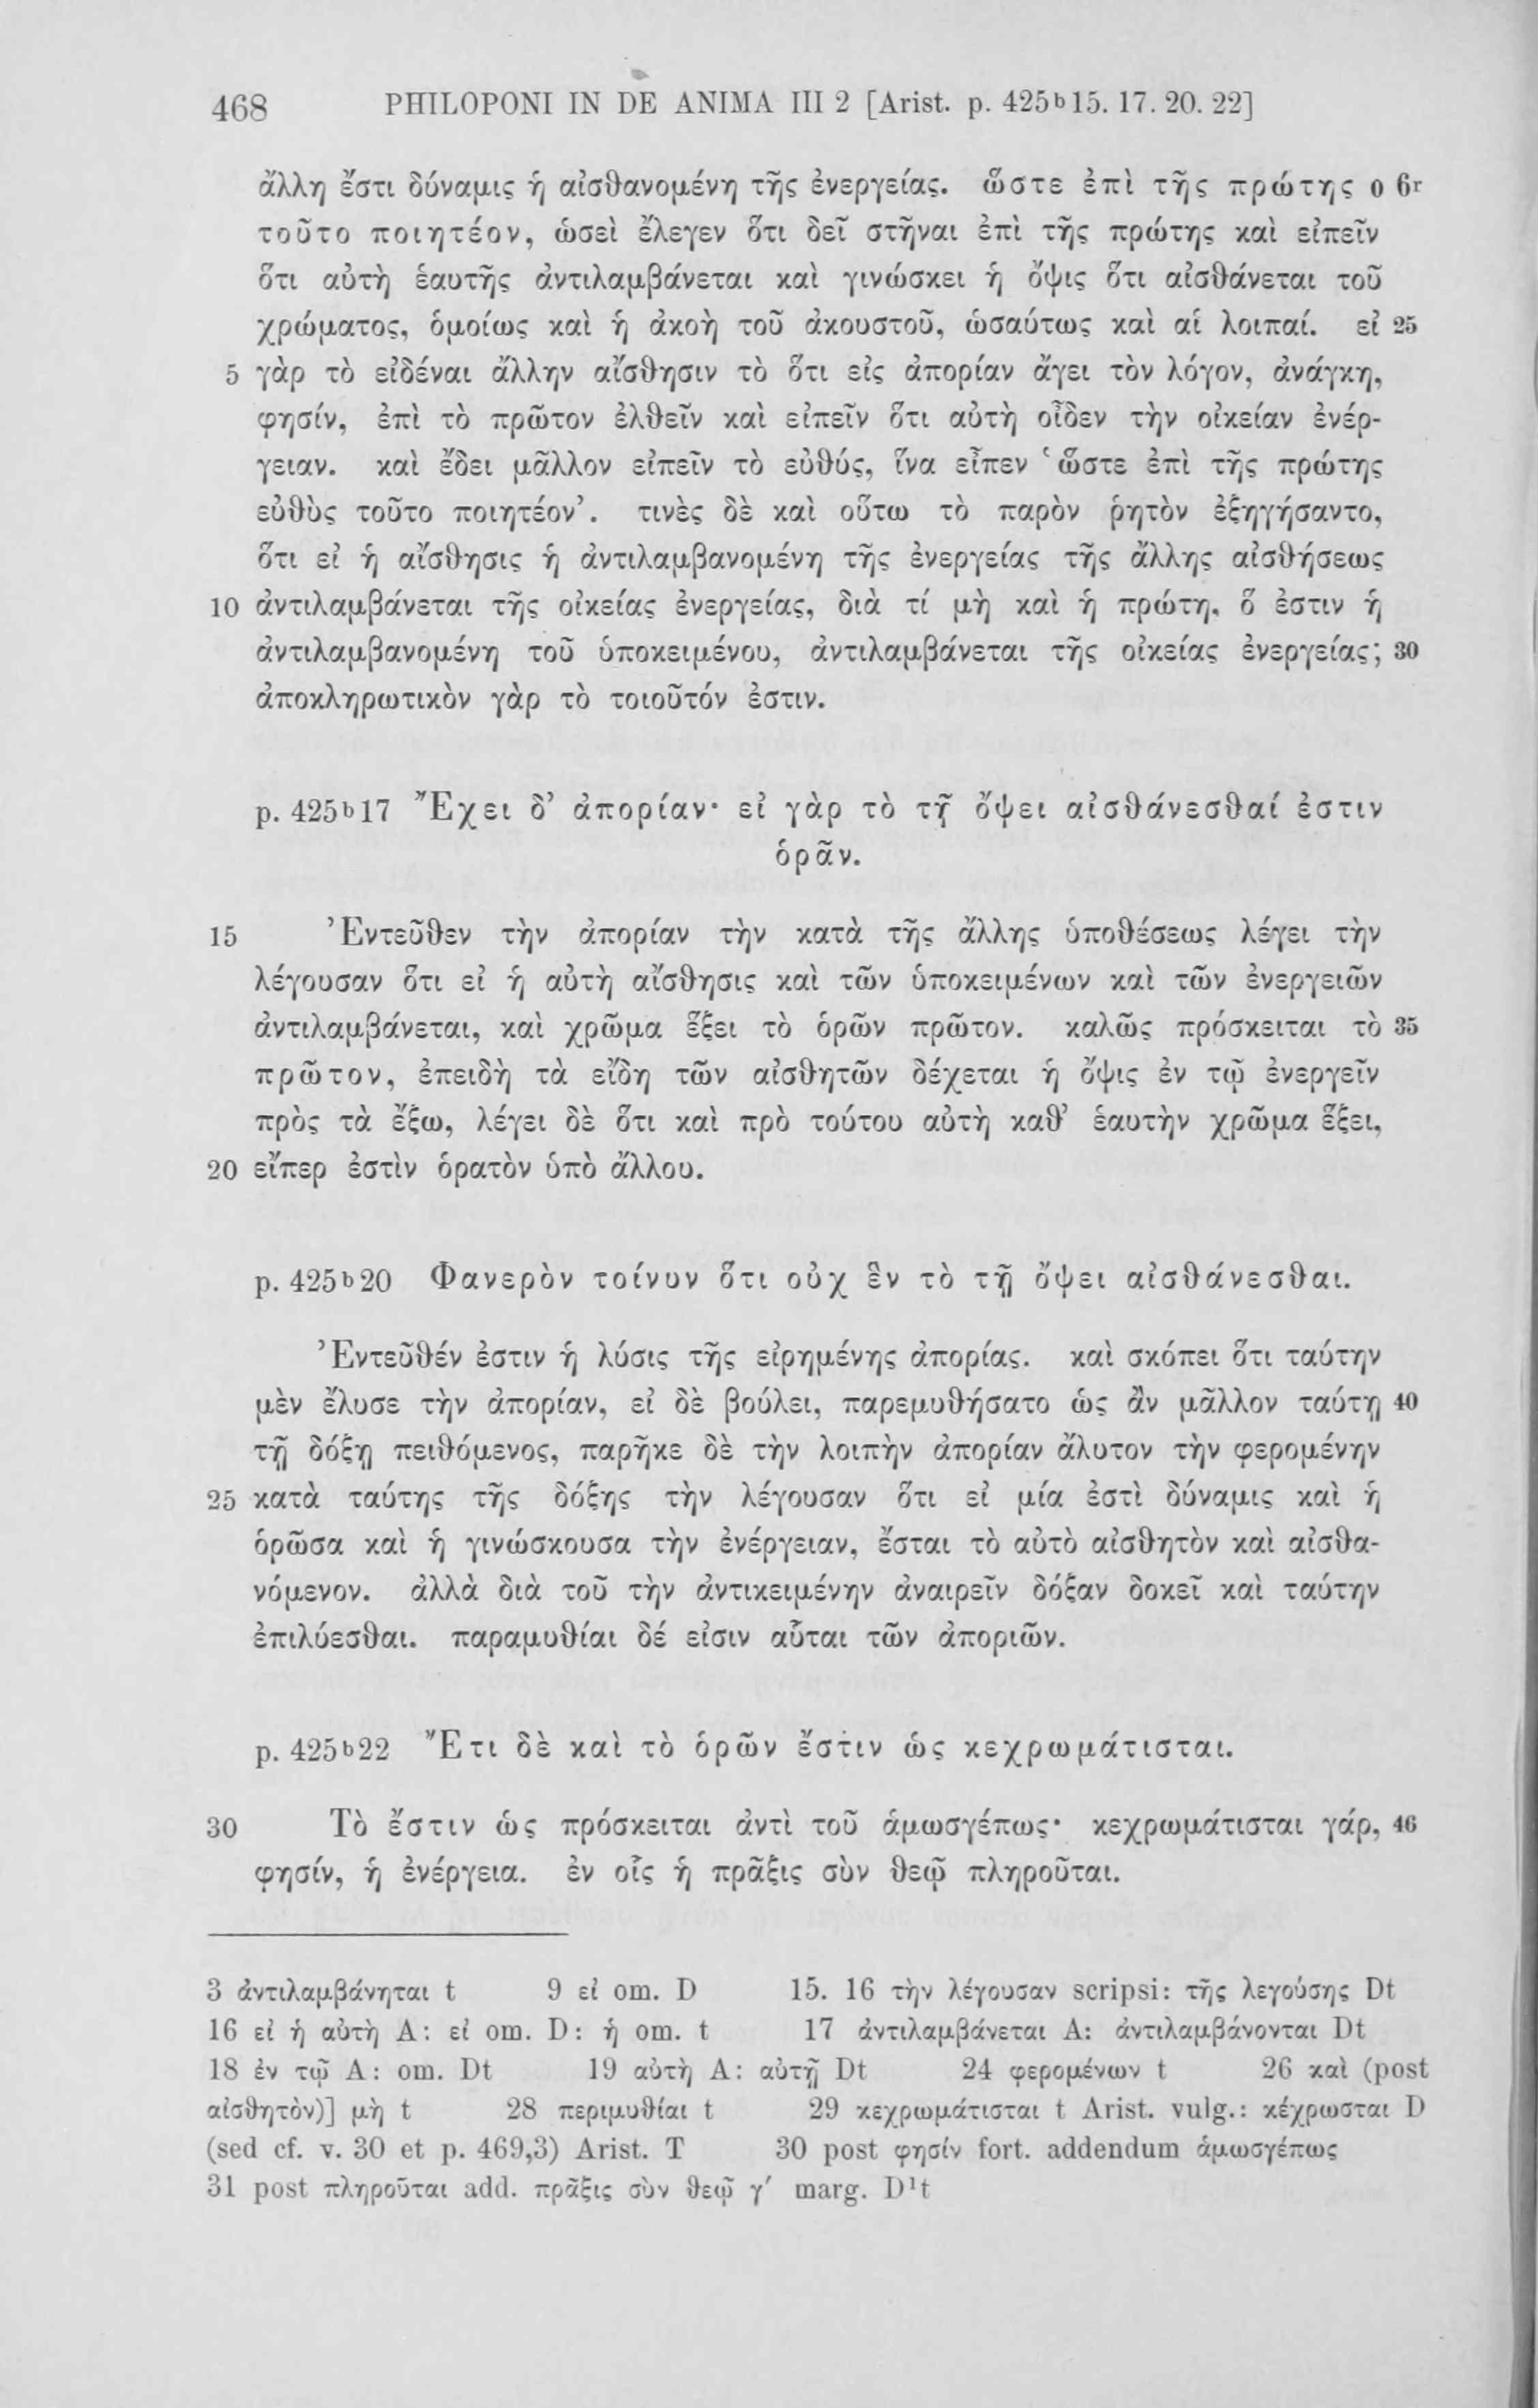 468 PHILOPONI IN DE ANIMA III 2 [Arist. p. 425b15. 17. 20. 22]
ἄλλη ἔστι δύναμις ἡ αἰσθανομένη τῆς ἐνεργείας. ὥστε ἐπὶ τῆς πρώτης ο 6r
τοῦτο ποιητέον, ὡσεὶ ἔλεγεν ὅτι δεῖ στῆναι ἐπὶ τῆς πρώτης καὶ εἰπεῖν
ὅτι αὐτὴ ἑαυτῆς ἀντιλαμβάνεται καὶ γινώσκει ἡ ὄψις ὅτι αἰσθάνεται τοῦ
χρώματος, ὁμοίως καὶ ἡ ἀκοὴ τοῦ ἀκουστοῦ, ὡσαύτως καὶ αἱ λοιπαί. εἰ 25
5 γὰρ τὸ εἰδέναι ἄλλην αἴσθησιν τὸ ὅτι εἰς ἀπορίαν ἄγει τὸν λόγον, ἀνάγκη,
φησίν, ἐπὶ τὸ πρῶτον ἐλθεῖν καὶ εἰπεῖν ὅτι αὐτὴ οἶδεν τὴν οἰκείαν ἐνέρ-
γειαν. καὶ ἔδει μᾶλλον εἰπεῖν τὸ εὐθύς, ἵνα εἶπεν ‘ὥστε ἐπὶ τῆς πρώτης
εὐθὺς τοῦτο ποιητέον’. τινὲς δὲ καὶ οὕτω τὸ παρὸν ῥητὸν ἐξηγήσαντο,
ὅτι εἰ ἡ αἴσθησις ἡ ἀντιλαμβανομένη τῆς ἐνεργείας τῆς ἄλλης αἰσθήσεως
10 ἀντιλαμβάνεται τῆς οἰκείας ἐνεργείας, διὰ τί μὴ καὶ ἡ πρώτη, ὅ ἐστιν ἡ
ἀντιλαμβανομένη τοῦ ὑποκειμένου, ἀντιλαμβάνεται τῆς οἰκείας ἐνεργείας; 30
ἀποκληρωτικὸν γὰρ τὸ τοιοῦτόν ἐστιν.
p. 425b17 Ἔχει δ’ ἀπορίαν· εἰ γὰρ τὸ τῇ ὄψει αἰσθάνεσθαί ἐστιν
ὁρᾶν.
15 Ἐντεῦθεν τὴν ἀπορίαν τὴν κατὰ τῆς ἄλλης ὑποθέσεως λέγει τὴν
λέγουσαν ὅτι εἰ ἡ αὐτὴ αἴσθησις καὶ τῶν ὑποκειμένων καὶ τῶν ἐνεργειῶν
ἀντιλαμβάνεται, καὶ χρῶμα ἕξει τὸ ὁρῶν πρῶτον. καλῶς πρόσκειται τὸ 35
πρῶτον, ἐπειδὴ τὰ εἴδη τῶν αἰσθητῶν δέχεται ἡ ὄψις ἐν τῷ ἐνεργεῖν
πρὸς τὰ ἔξω, λέγει δὲ ὅτι καὶ πρὸ τούτου αὐτὴ καθ’ ἑαυτὴν χρῶμα ἕξει,
20 εἴπερ ἐστὶν ὁρατὸν ὑπὸ ἄλλου.
p. 425b20 Φανερὸν τοίνυν ὅτι οὐχ ἓν τὸ τῇ ὄψει αἰσθάνεσθαι.
Ἐντεῦθέν ἐστιν ἡ λύσις τῆς εἰρημένης ἀπορίας. καὶ σκόπει ὅτι ταύτην
μὲν ἔλυσε τὴν ἀπορίαν, εἰ δὲ βούλει, παρεμυθήσατο ὡς ἂν μᾶλλον ταύτῃ 40
τῇ δόξῃ πειθόμενος, παρῆκε δὲ τὴν λοιπὴν ἀπορίαν ἄλυτον τὴν φερομένην
25 κατὰ ταύτης τῆς δόξης τὴν λέγουσαν ὅτι εἰ μία ἐστὶ δύναμις καὶ ἡ
ὁρῶσα καὶ ἡ γινώσκουσα τὴν ἐνέργειαν, ἔσται τὸ αὐτὸ αἰσθητὸν καὶ αἰσθα-
νόμενον. ἀλλὰ διὰ τοῦ τὴν ἀντικειμένην ἀναιρεῖν δόξαν δοκεῖ καὶ ταύτην
ἐπιλύεσθαι. παραμυθίαι δέ εἰσιν αὗται τῶν ἀποριῶν.
p. 425b22 Ἔτι δὲ καὶ τὸ ὁρῶν ἔστιν ὡς κεχρωμάτισται.
30 Τὸ ἔστιν ὡς πρόσκειται ἀντὶ τοῦ ἁμωσγέπως· κεχρωμάτισται γάρ, 46
φησίν, ἡ ἐνέργεια. ἐν οἷς ἡ πρᾶξις σὺν θεῷ πληροῦται.
3 ἀντιλαμβάνηται t 9 εἰ om. D 15. 16 τὴν λέγουσαν scripsi: τῆς λεγούσης Dt
16 εἰ ἡ αὐτὴ A: εἰ om. D: ἡ om. t 17 ἀντιλαμβάνεται A: ἀντιλαμβάνονται Dt
18 ἐν τῷ A: om. Dt 19 αὐτὴ A: αὐτῇ Dt 24 φερομένων t 26 καὶ (post
αἰσθητὸν)] μὴ t 28 περιμυθίαι t 29 κεχρωμάτισται t Arist. vulg.: κέχρωσται D
(sed cf. v. 30 et p. 469,3) Arist. T 30 post φησίν fort. addendum ἁμωσγέπως
31 post πληροῦται add. πρᾶξις σὺν θεῷ γ′ marg. D¹t